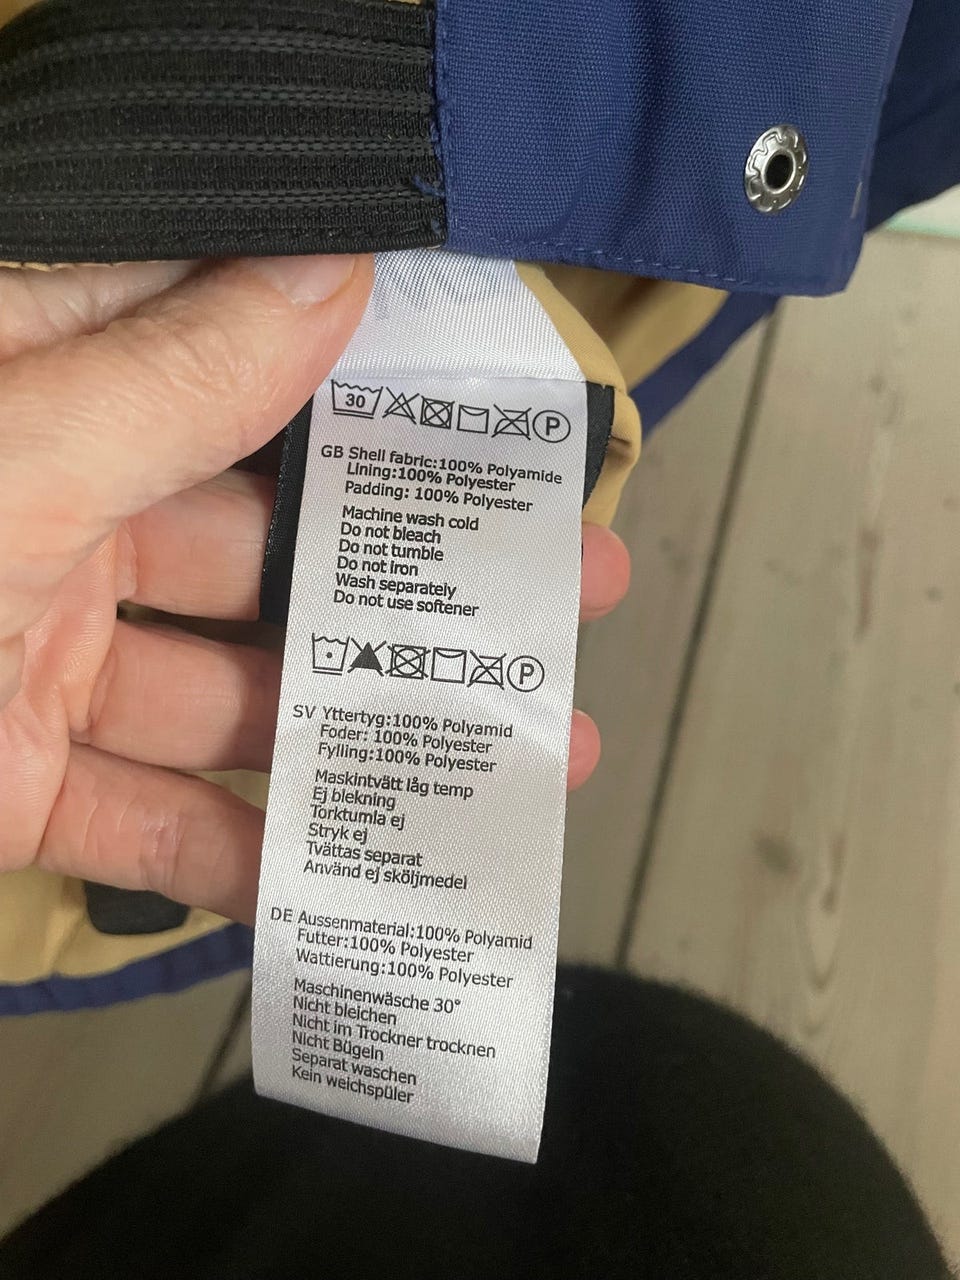 30 P
GB Shell fabric:100% Polyamide
Lining:100% Polyester
Padding: 100% Polyester
Machine wash cold
Do not bleach
Do not tumble
Do not iron
Wash separately
Do not use softener
P
SV Yttertyg:100% Polyamid
Foder: 100% Polyester
Fylling:100% Polyester
Maskintvätt låg temp
Ej blekning
Torktumla ej
Stryk ej
Tvättas separat
Använd ej sköljmedel
DE Aussenmaterial:100% Polyamid
Futter:100% Polyester
Wattierung:100% Polyester
Maschinenwäsche 30°
Nicht bleichen
Nicht im Trockner trocknen
Nicht Bügeln
Separat waschen
Kein weichspüler